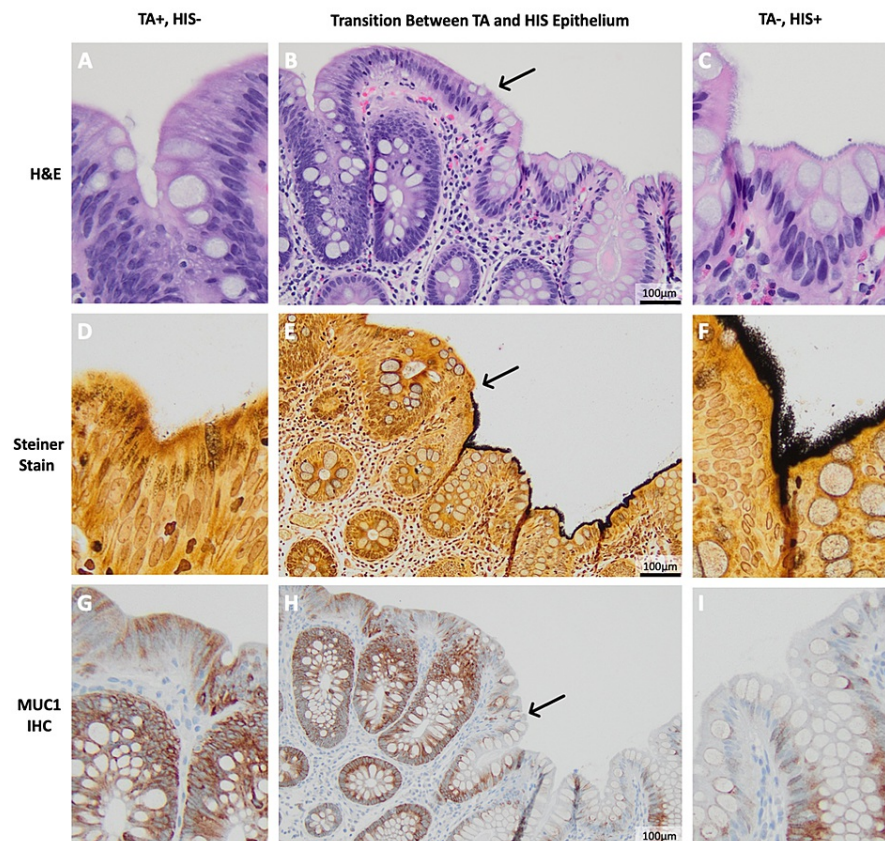 TA+, HIS-
Transition Between TA and HIS Epithelium
TA-, HIS+
H&E
A
B
100µm
C
Steiner
Stain
D
E
100µm
F
MUC1
IHC
G
H
100µm
I